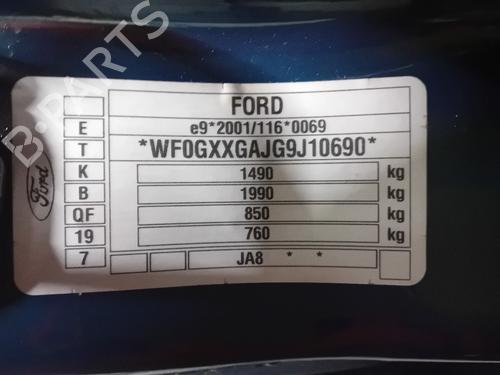 B-PARTS
FORD
E e9*2001/116*0069
T *WF0GXXGAJG9J10690*
K 1490 kg
B 1990 kg
QF 850 kg
19 760 kg
7 JA8 * *
Ford